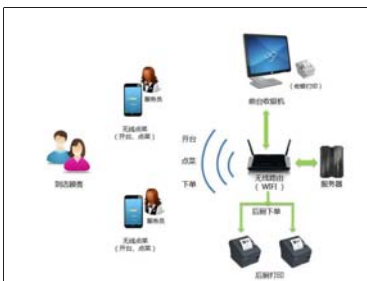 服务员
(收银打印)
前台收银机
无线点菜
(开台、点菜)
开台
点菜
下单
到店顾客
无线路由
(WIFI)
服务器
服务员
后厨下单
无线点菜
(开台、点菜)
后厨打印